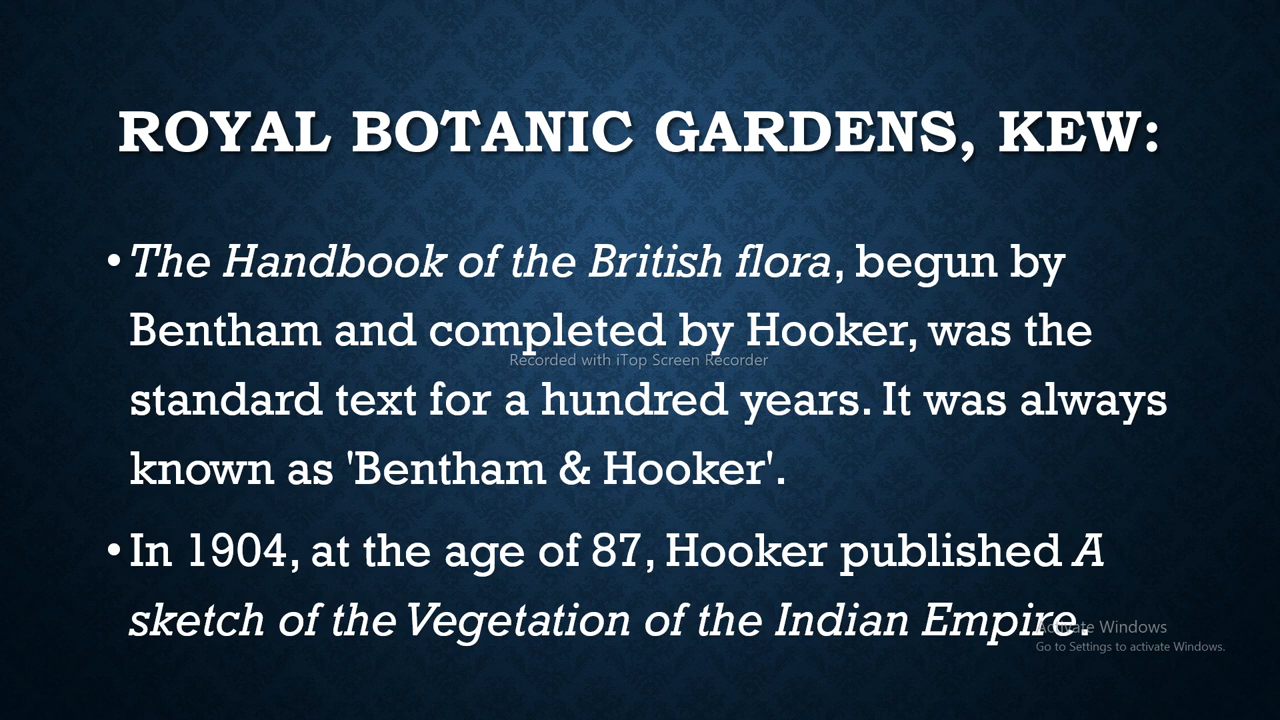 ROYAL BOTANIC GARDENS, KEW:
• The Handbook of the British flora, begun by
Bentham and completed by Hooker, was the
Recorded with iTop Screen Recorder
standard text for a hundred years. It was always
known as 'Bentham & Hooker'.
• In 1904, at the age of 87, Hooker published A
sketch of the Vegetation of the Indian Empire.
Activate Windows
Go to Settings to activate Windows.